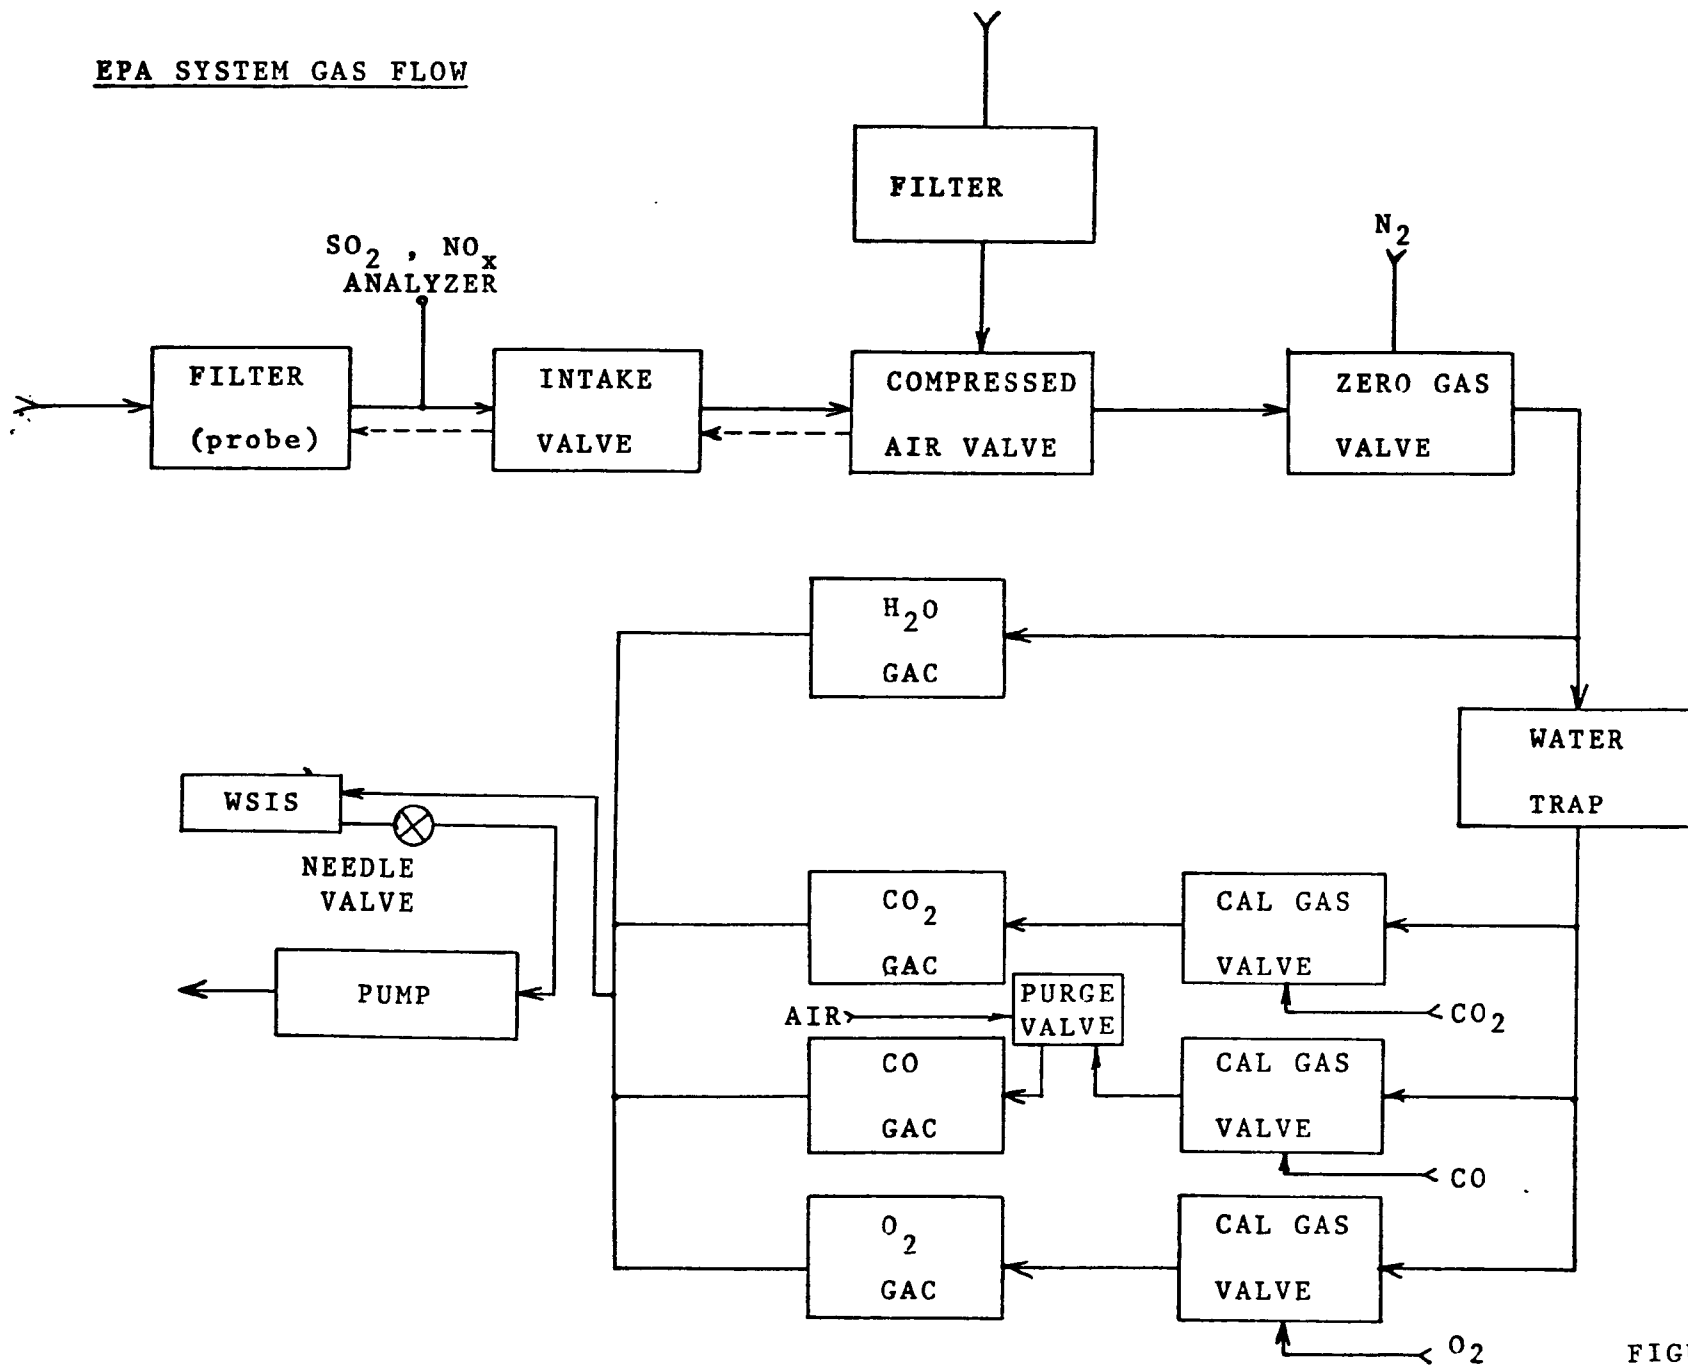 EPA SYSTEM GAS FLOW
FILTER
N2
SO2 , NOx
ANALYZER
FILTER
(probe)
INTAKE
VALVE
COMPRESSED
AIR VALVE
ZERO GAS
VALVE
H2O
GAC
WATER
TRAP
WSIS
NEEDLE
VALVE
CO2
GAC
CAL GAS
VALVE
PUMP
PURGE
VALVE
AIR
CO2
CO
GAC
CAL GAS
VALVE
CO
O2
GAC
CAL GAS
VALVE
O2